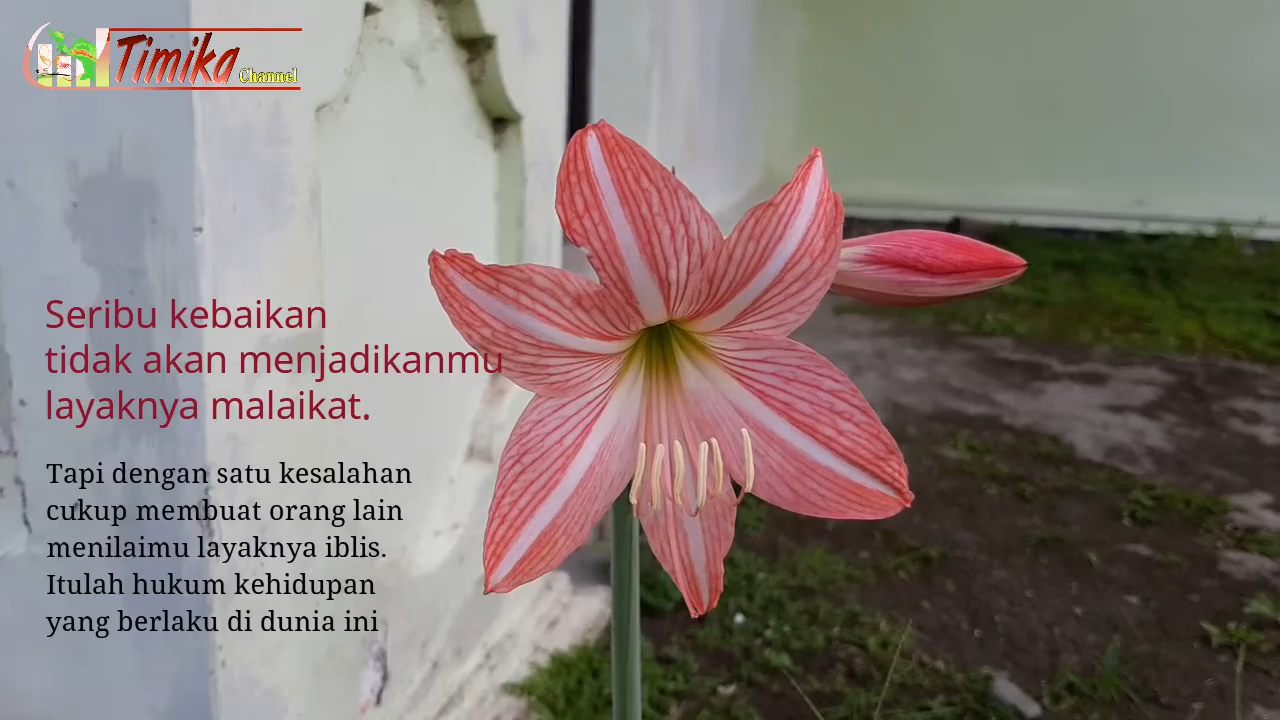 Timika
Channel
Seribu kebaikan
tidak akan menjadikanmu
layaknya malaikat.
Tapi dengan satu kesalahan
cukup membuat orang lain
menilaimu layaknya iblis.
Itulah hukum kehidupan
yang berlaku di dunia ini